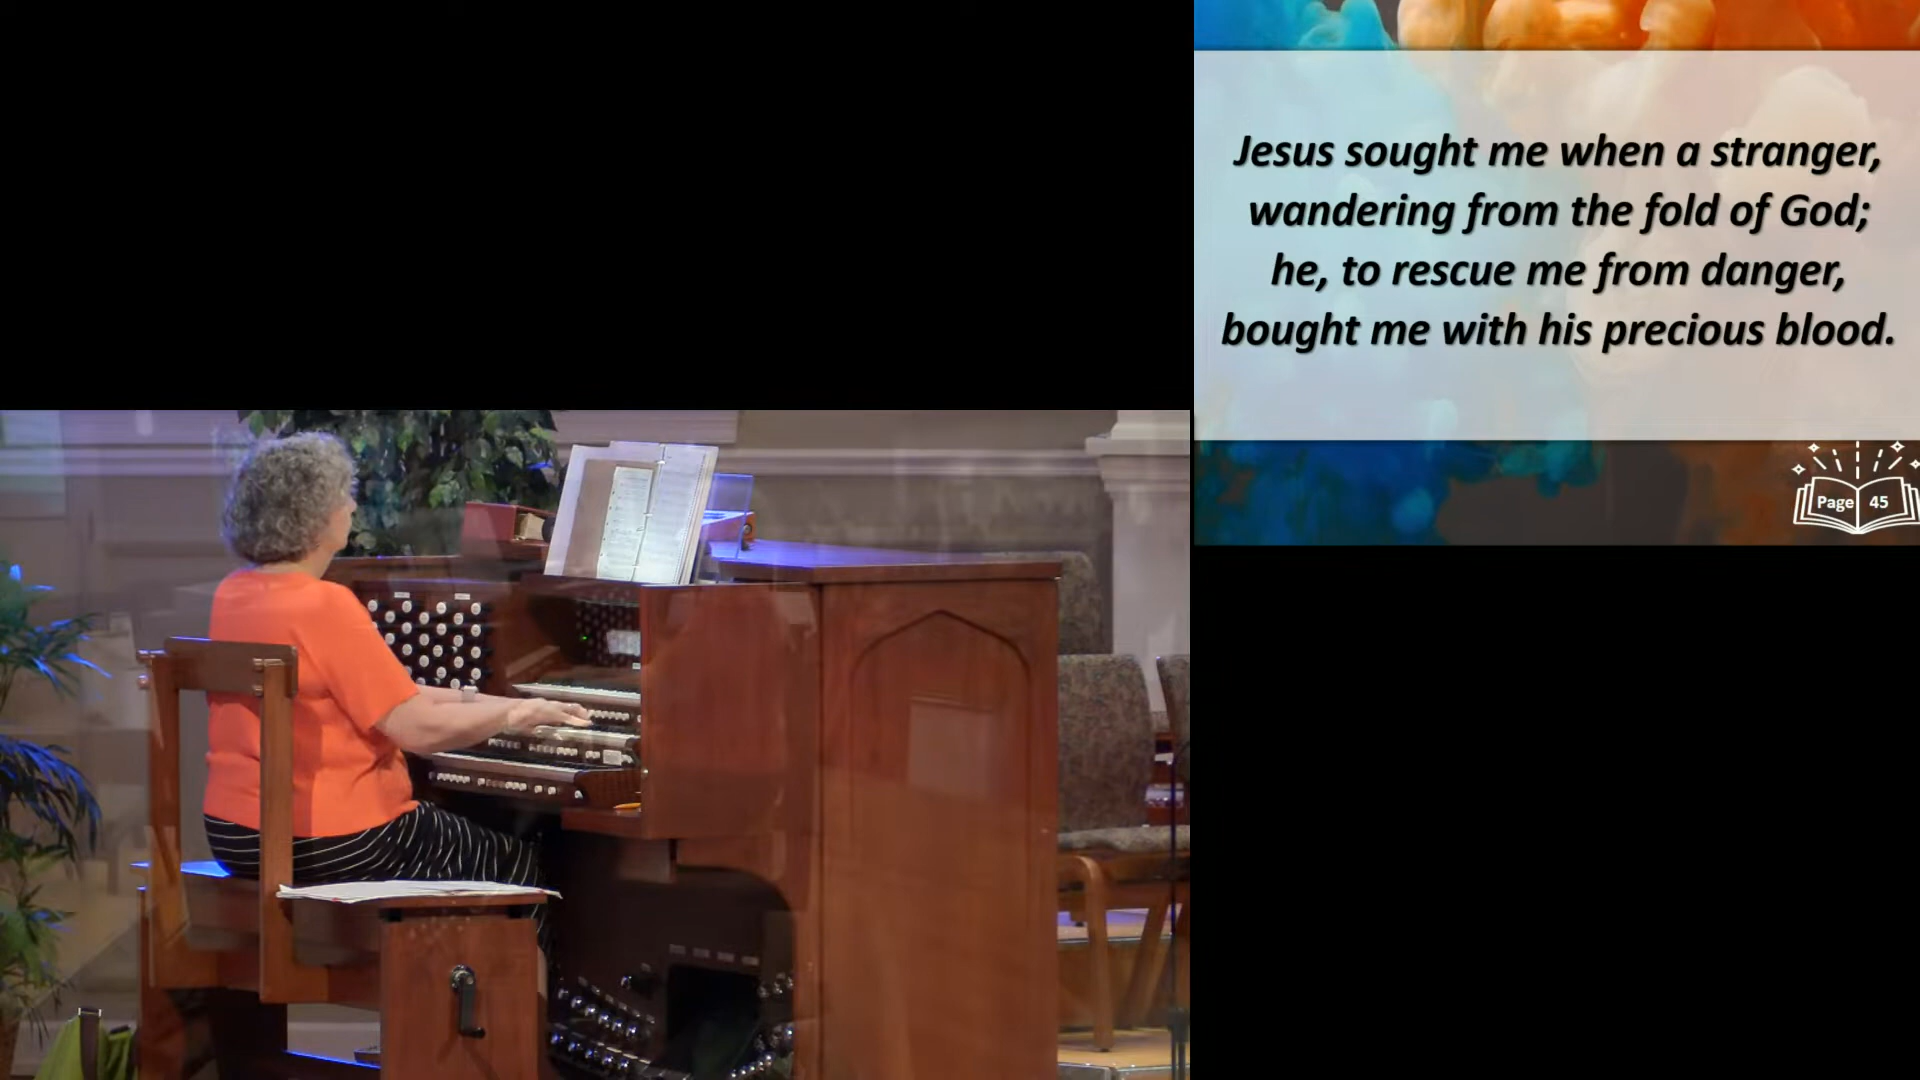 Jesus sought me when a stranger,
wandering from the fold of God;
he, to rescue me from danger,
bought me with his precious blood.
Page 45